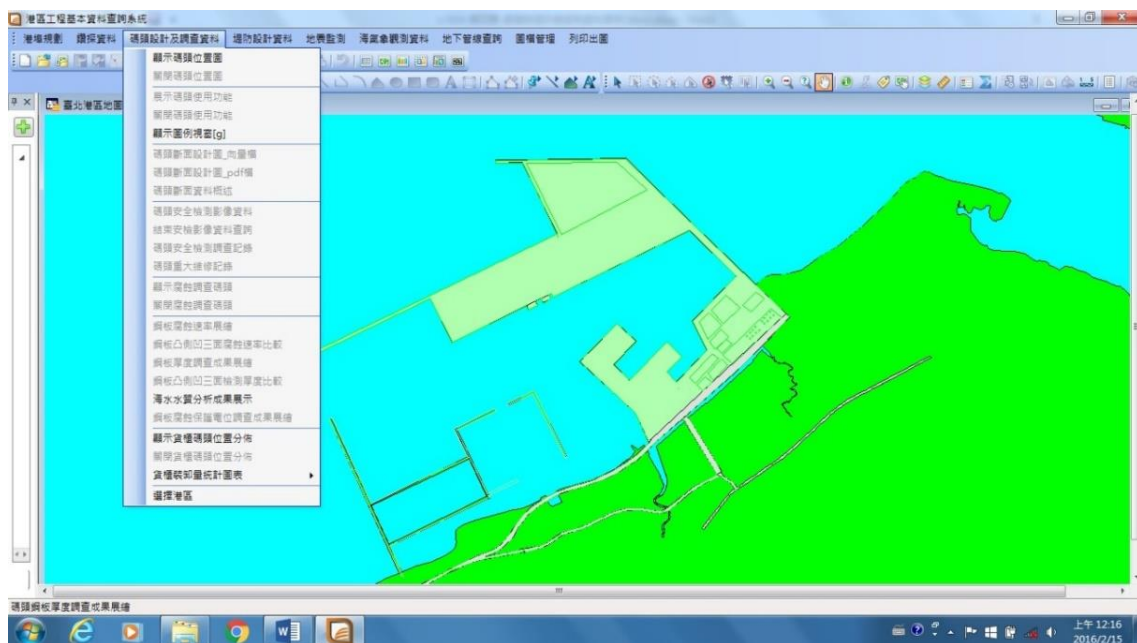 港區工程基本資料查詢系統
港埠規劃 鑽探資料 碼頭設計及調查資料 堤防設計資料 地震監測 海氣象觀測資料 地下管線查詢 圖檔管理 列印出圖
臺北港區地圖
顯示碼頭位置圖
關閉碼頭位置圖
展示碼頭使用功能
關閉碼頭使用功能
顯示圖例視窗[g]
碼頭斷面設計圖_向量檔
碼頭斷面設計圖_pdf檔
碼頭斷面資料概述
碼頭安全檢測影像資料
結束安檢影像資料查詢
碼頭安全檢測調查記錄
碼頭重大維修記錄
顯示腐蝕調查碼頭
關閉腐蝕調查碼頭
鋼板腐蝕速率展繪
鋼板凸側凹三面腐蝕速率比較
鋼板厚度調查成果展繪
鋼板凸側凹三面檢測厚度比較
海水水質分析成果展示
鋼板腐蝕保護電位調查成果展繪
顯示貨櫃碼頭位置分佈
關閉貨櫃碼頭位置分佈
貨櫃裝卸量統計圖表
選擇港區
碼頭鋼板厚度調查成果展繪
上午 12:16
2016/2/15